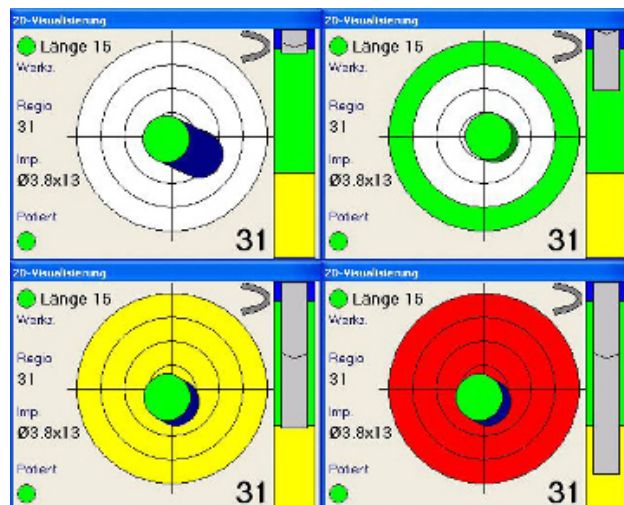 2D-Visualisierung
Länge 15
Werkz.
Regio
31
Imp.
Ø3.8x13
Patient
31
2D-Visualisierung
Länge 15
Werkz.
Regio
31
Imp.
Ø3.8x13
Patient
31
2D-Visualisierung
Länge 15
Werkz.
Regio
31
Imp.
Ø3.8x13
Patient
31
2D-Visualisierung
Länge 15
Werkz.
Regio
31
Imp.
Ø3.8x13
Patient
31